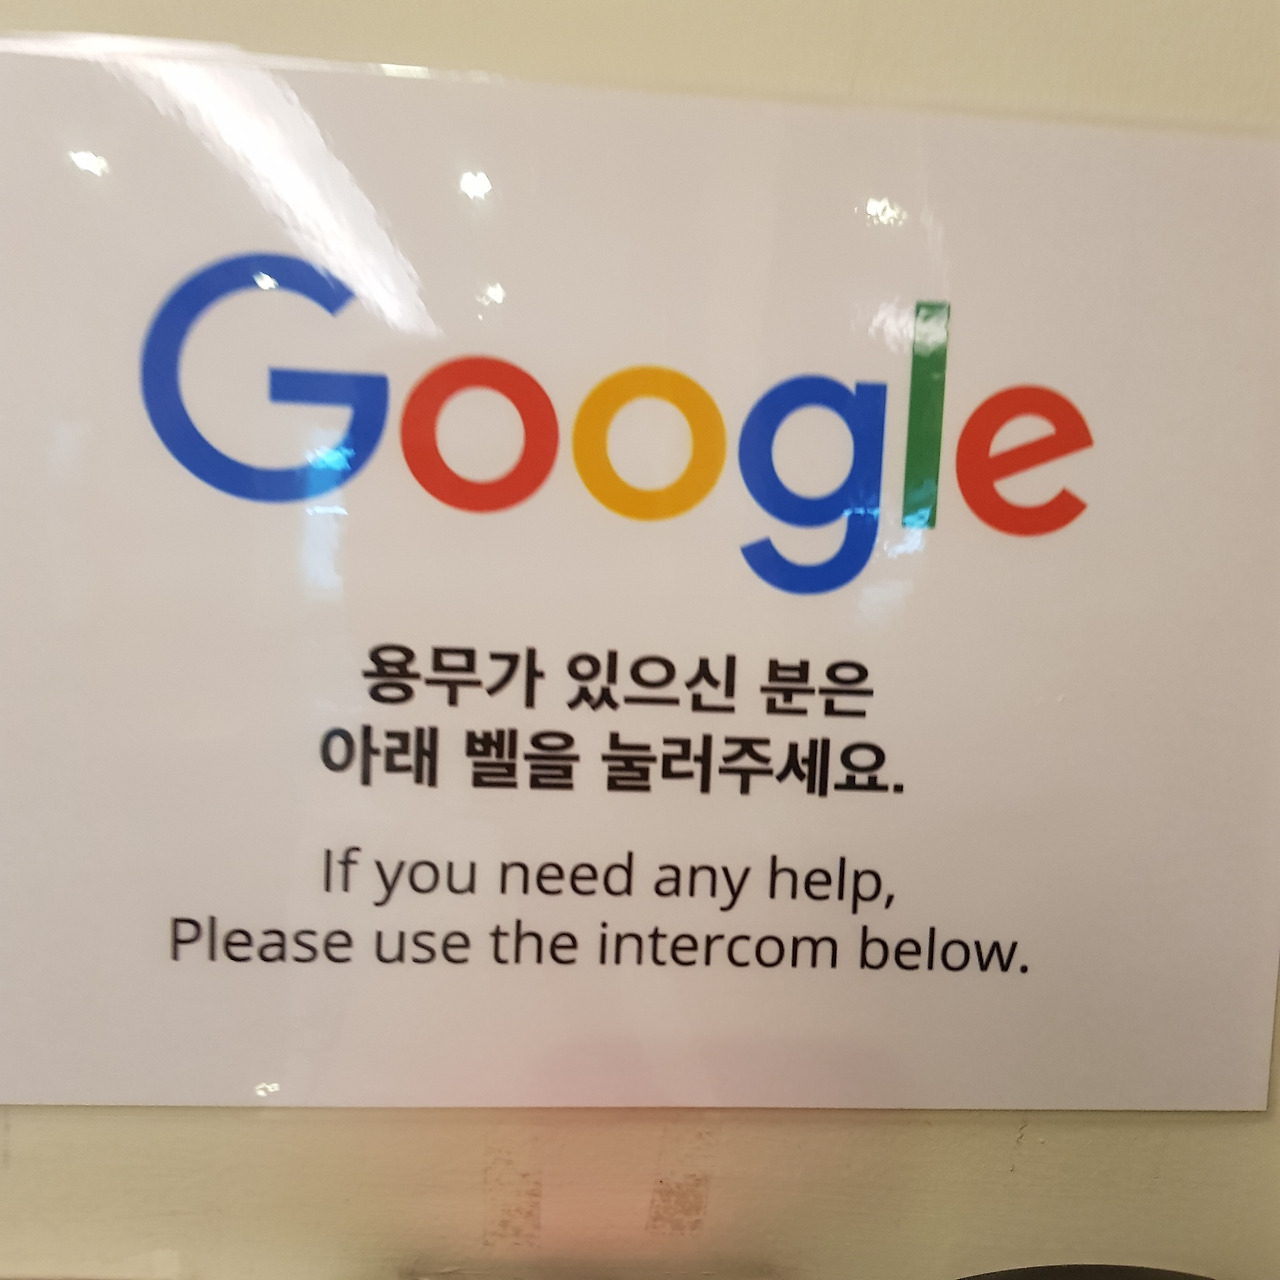 Google
용무가 있으신 분은
아래 벨을 눌러주세요.
If you need any help,
Please use the intercom below.